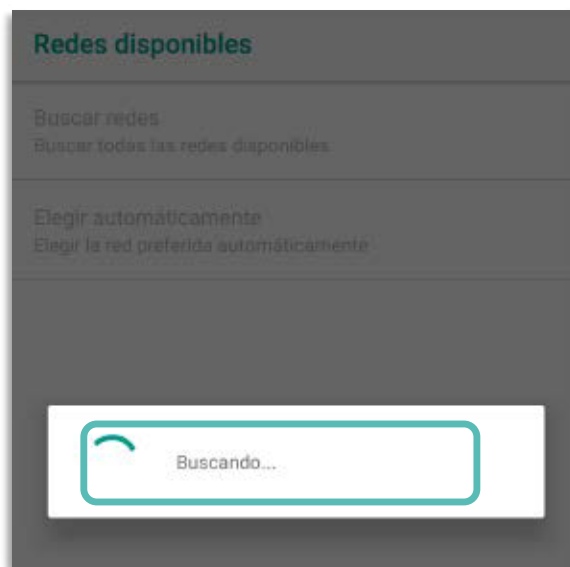 Redes disponibles
Buscar redes
Buscar todas las redes disponibles
Elegir automáticamente
Elegir la red preferida automáticamente
Buscando...